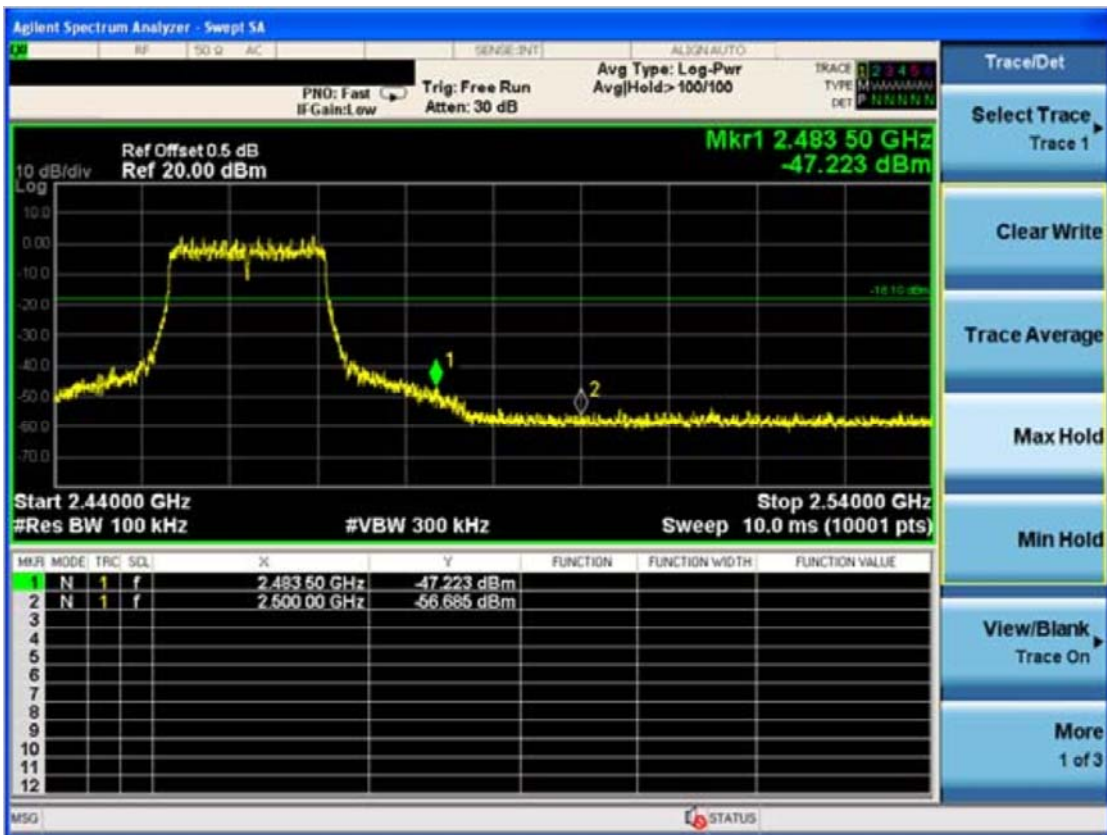 Agilent Spectrum Analyzer - Swept SA
RF 50 Ω AC SENSE:INT ALIGNAUTO
PNO: Fast
IFGain:Low
Trig: Free Run
Atten: 30 dB
Avg Type: Log-Pwr
Avg|Hold:> 100/100
TRACE 1 2 3 4 5 6
TYPE M
DET P N N N N N
Mkr1 2.483 50 GHz
-47.223 dBm
Ref Offset 0.5 dB
10 dB/div Ref 20.00 dBm
Log
10.0
0.00
-10.0
-20.0
-30.0
-40.0
-50.0
-60.0
-70.0
-18.10 dBm
1
2
Start 2.44000 GHz Stop 2.54000 GHz
#Res BW 100 kHz #VBW 300 kHz Sweep 10.0 ms (10001 pts)
MKR MODE TRC SCL X Y FUNCTION FUNCTION WIDTH FUNCTION VALUE
1 N 1 f 2.483 50 GHz -47.223 dBm
2 N 1 f 2.500 00 GHz -56.685 dBm
3
4
5
6
7
8
9
10
11
12
MSG STATUS
Trace/Det
Select Trace
Trace 1
Clear Write
Trace Average
Max Hold
Min Hold
View/Blank
Trace On
More
1 of 3